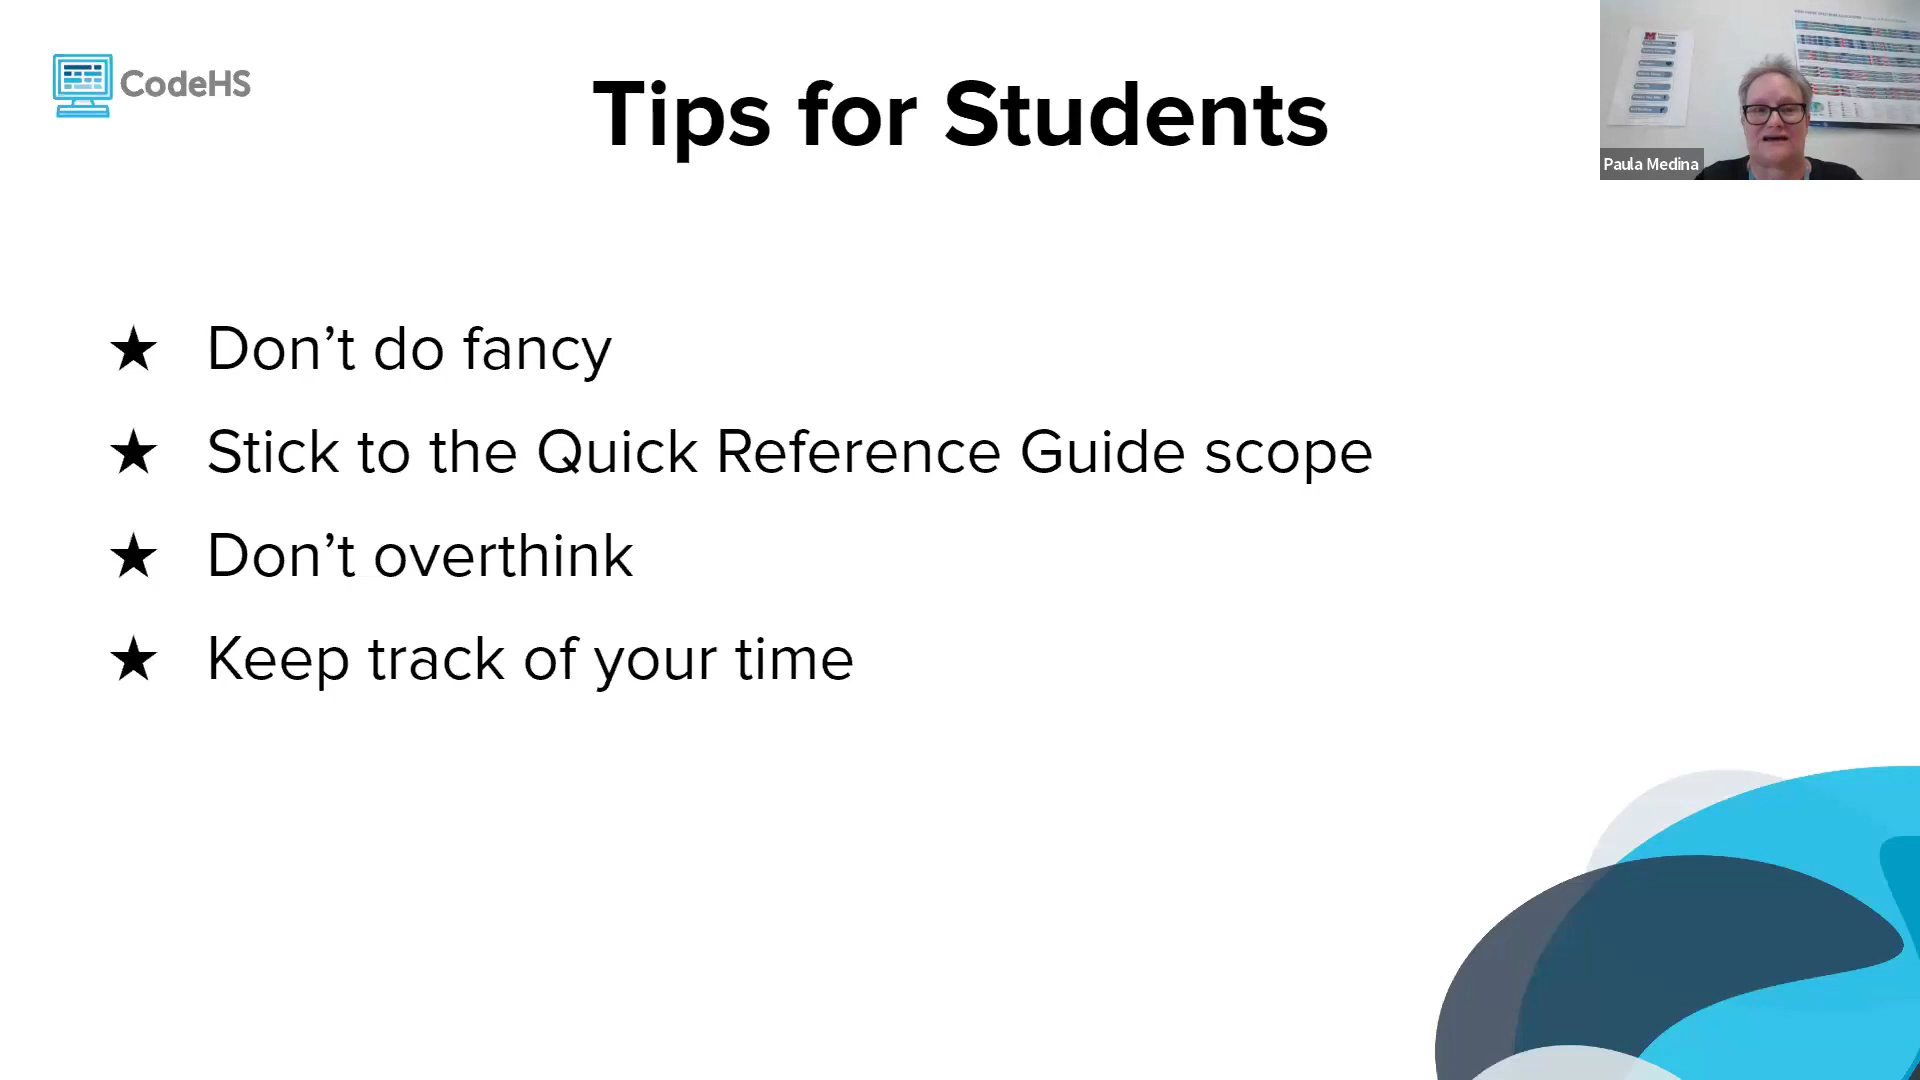 CodeHS
Tips for Students
Paula Medina
★ Don’t do fancy
★ Stick to the Quick Reference Guide scope
★ Don’t overthink
★ Keep track of your time